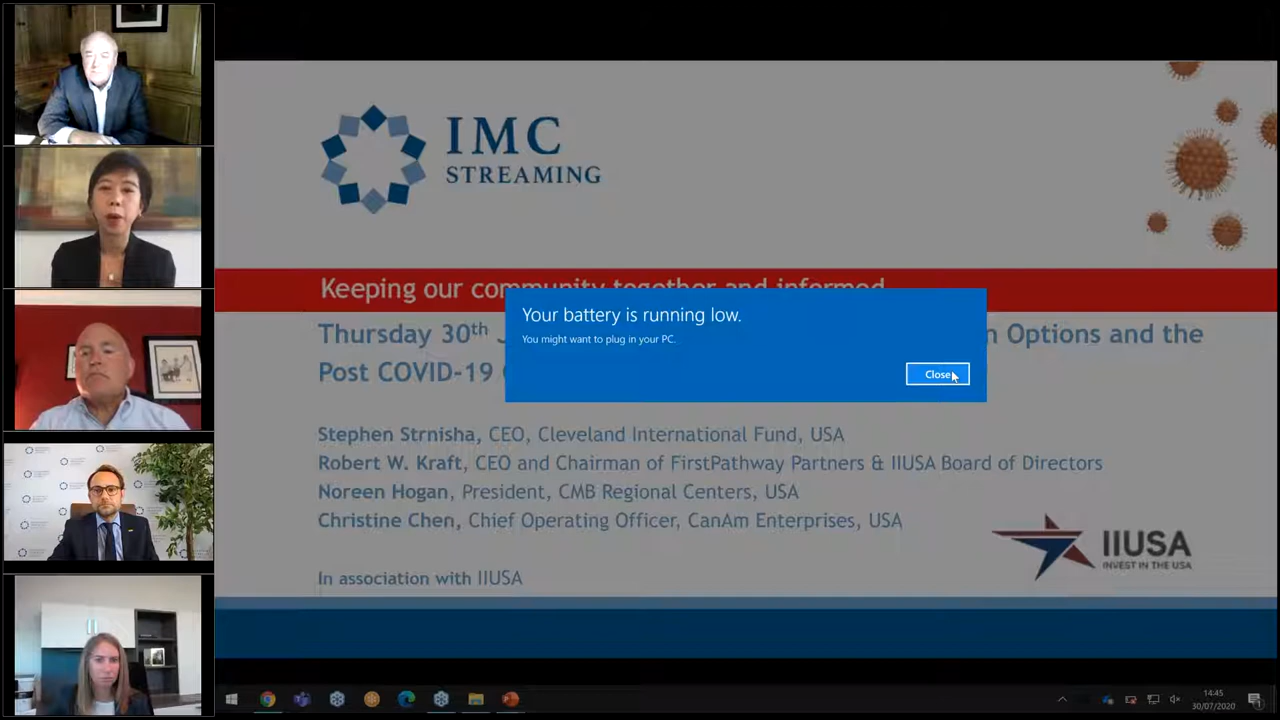 IMC
STREAMING
Keeping our community together and informed
Your battery is running low.
You might want to plug in your PC.
Close
Thursday 30th J
n Options and the
Post COVID-19
Stephen Strnisha, CEO, Cleveland International Fund, USA
Robert W. Kraft, CEO and Chairman of FirstPathway Partners & IIUSA Board of Directors
Noreen Hogan, President, CMB Regional Centers, USA
Christine Chen, Chief Operating Officer, CanAm Enterprises, USA
IIUSA
INVEST IN THE USA
In association with IIUSA
14:45
30/07/2020
1